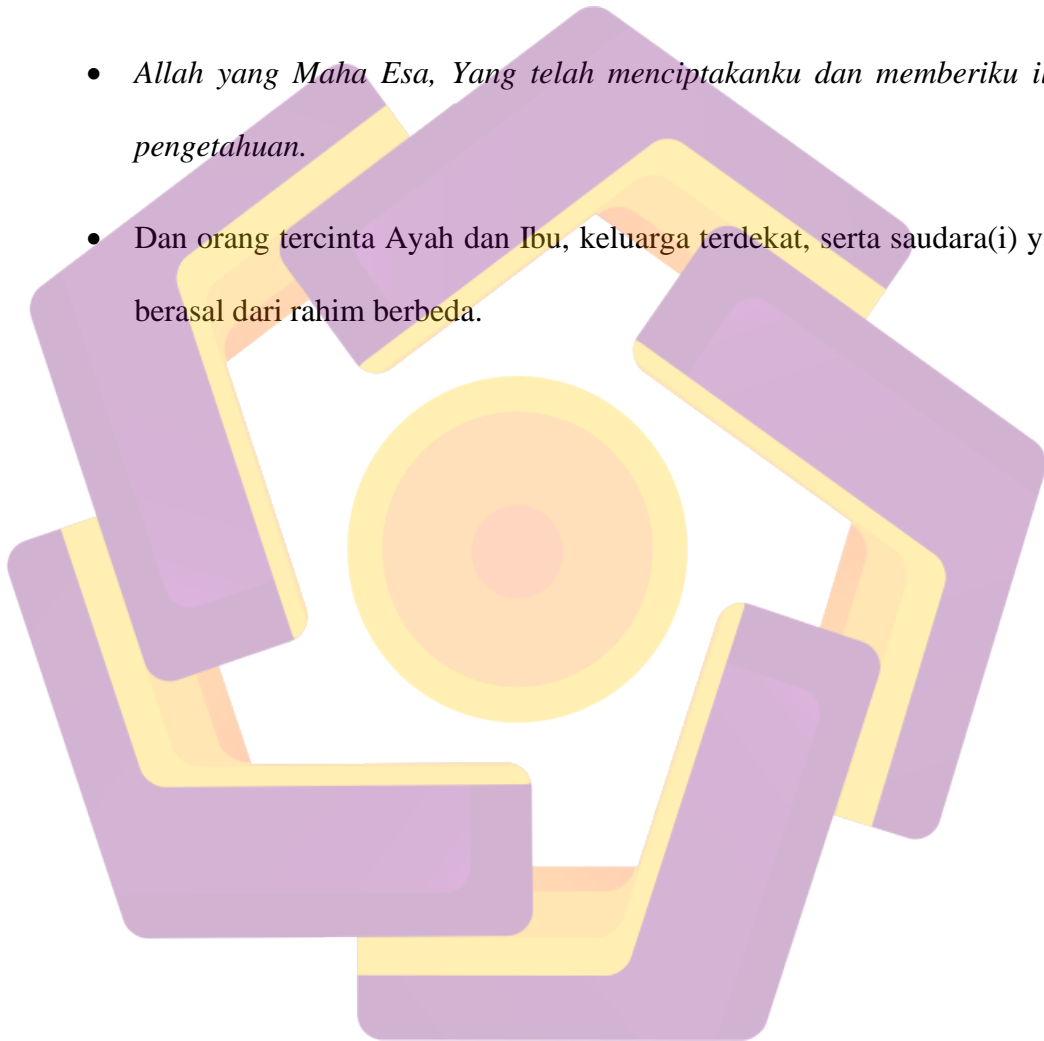 • Allah yang Maha Esa, Yang telah menciptakanku dan memberiku
pengetahuan.
• Dan orang tercinta Ayah dan Ibu, keluarga terdekat, serta saudara(i)
berasal dari rahim berbeda.